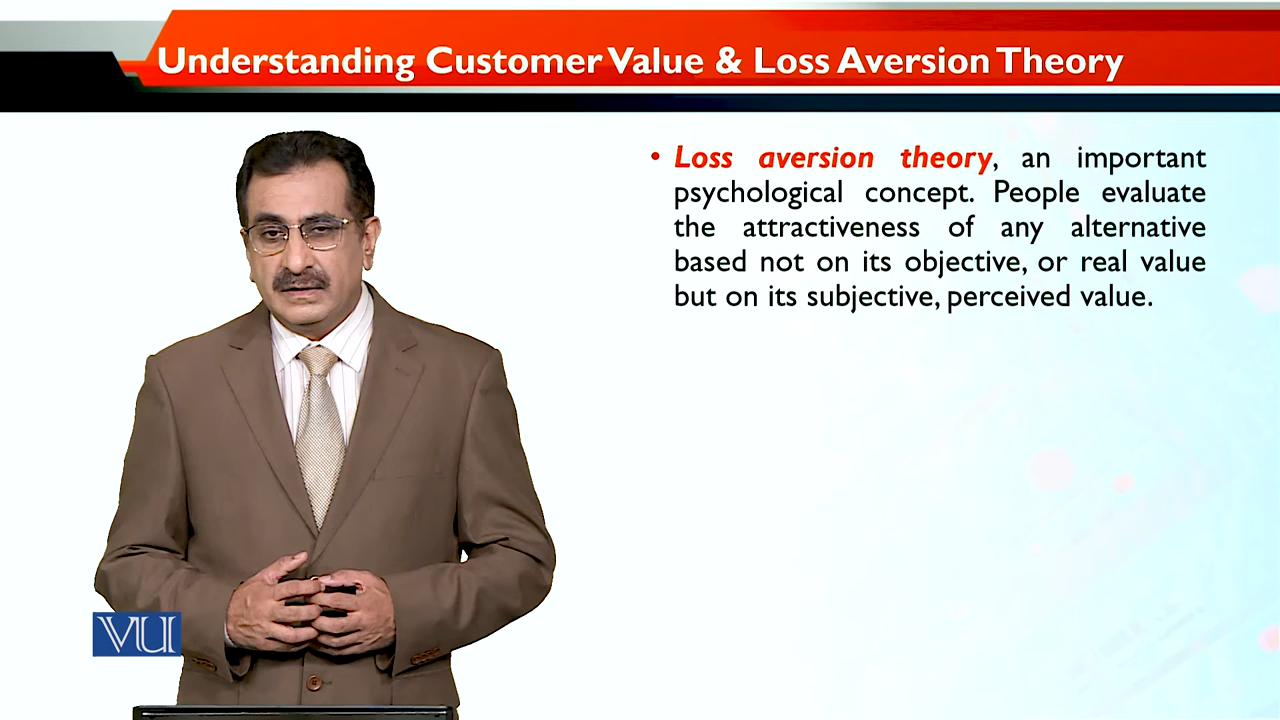 Understanding Customer Value & Loss Aversion Theory
• Loss aversion theory, an important
psychological concept. People evaluate
the attractiveness of any alternative
based not on its objective, or real value
but on its subjective, perceived value.
VU